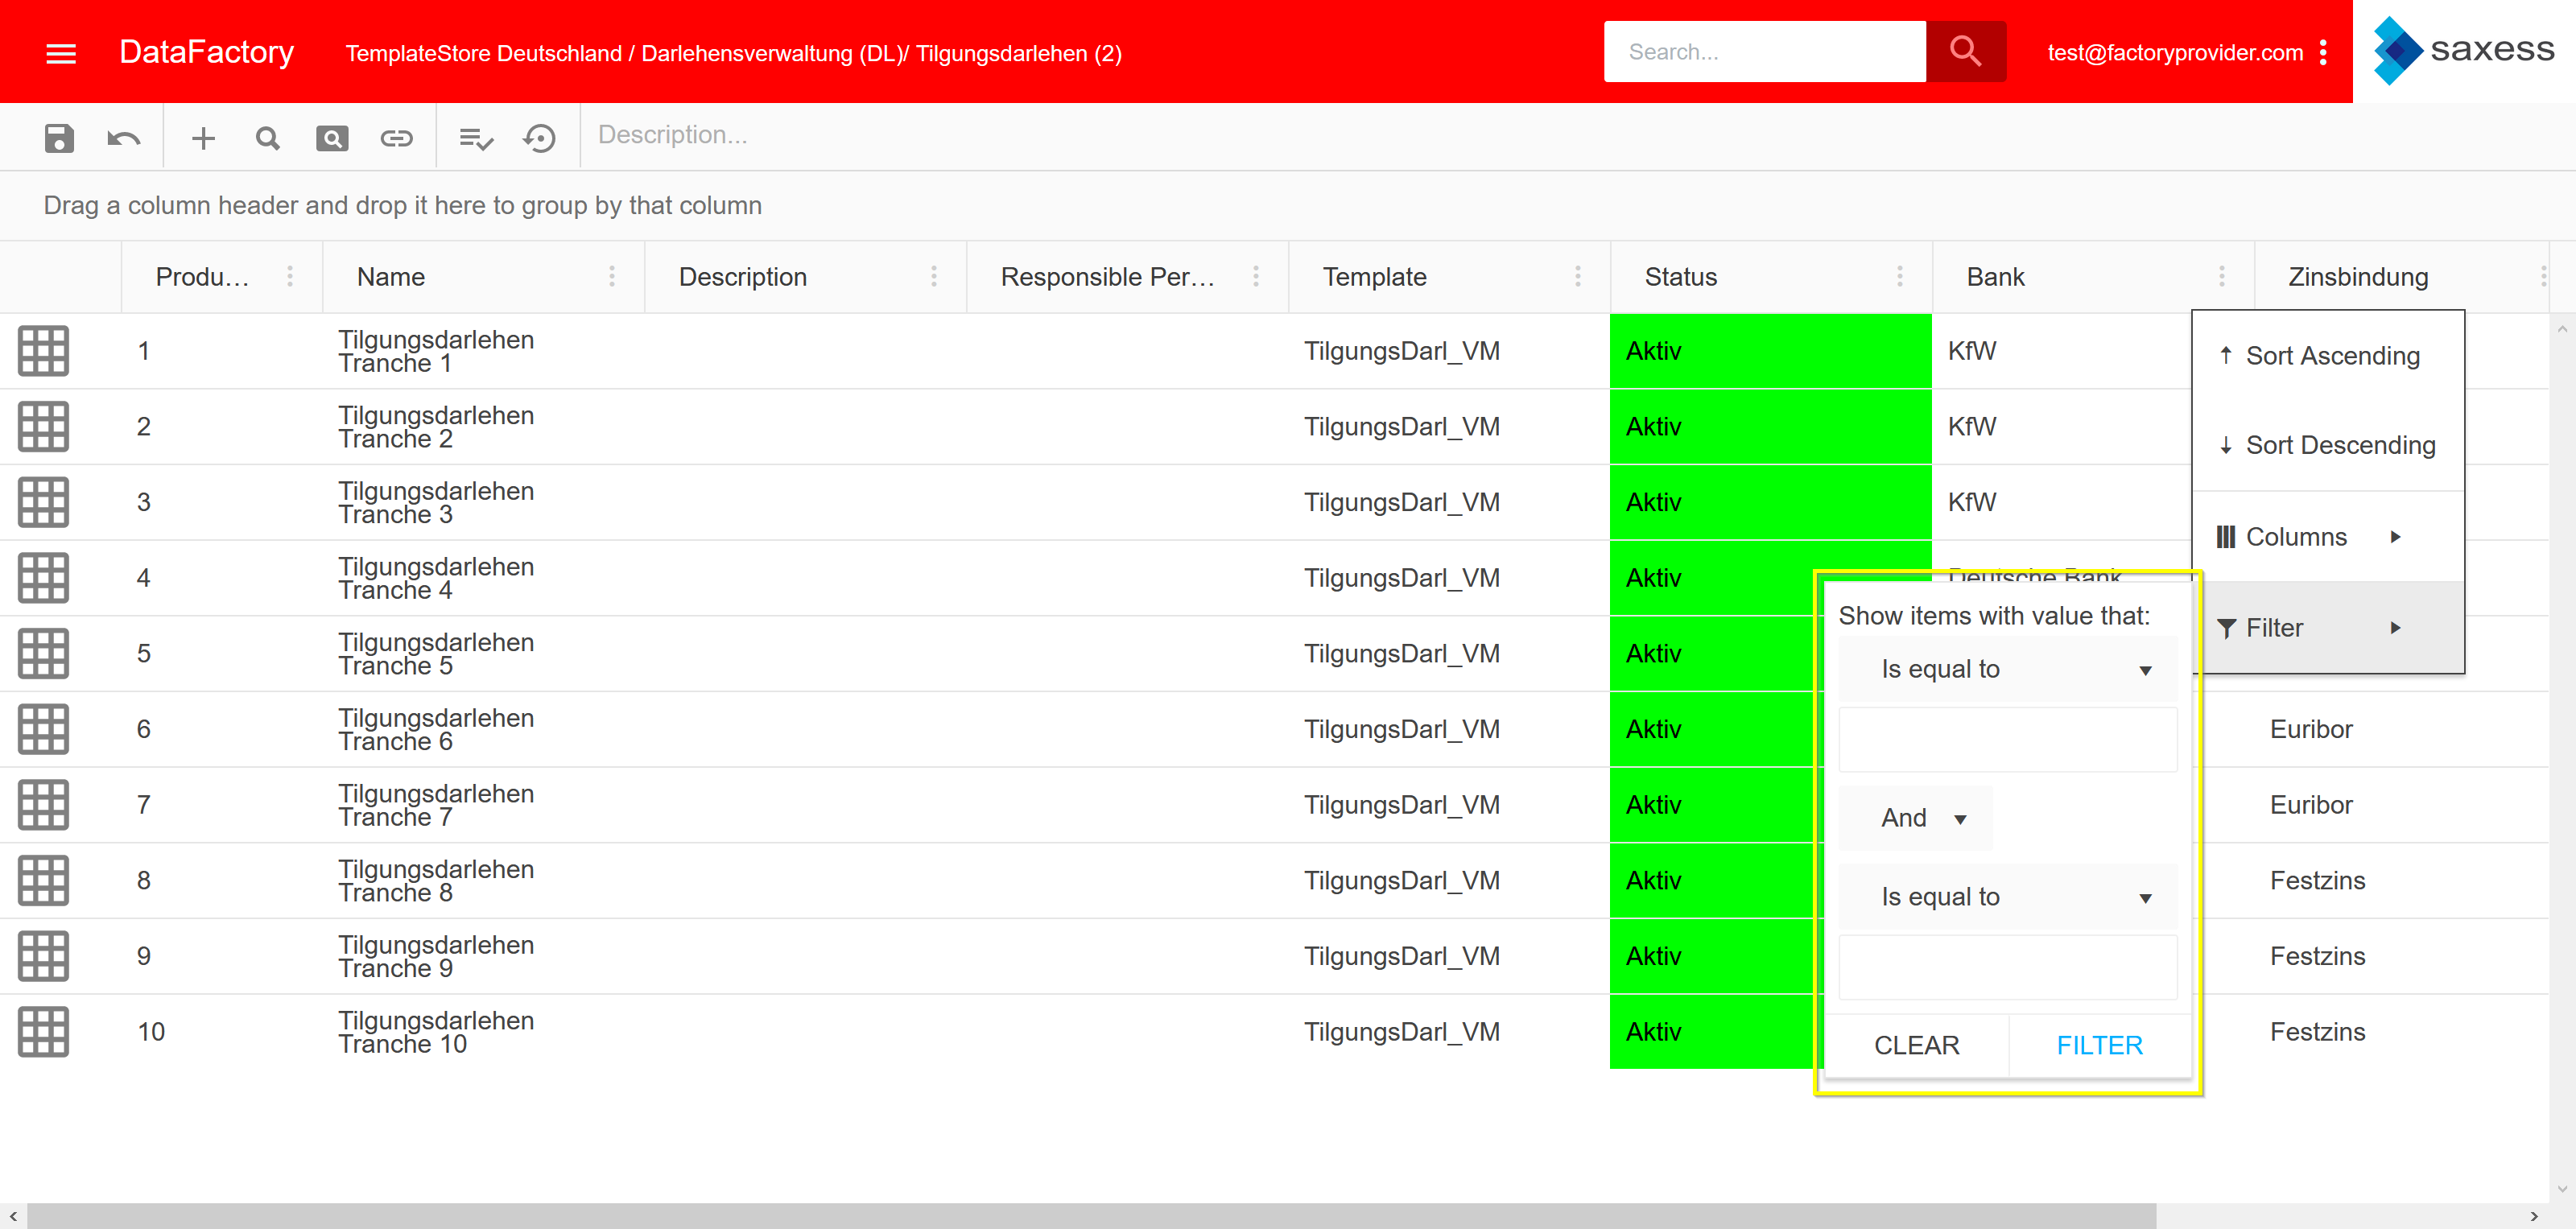 DataFactory
TemplateStore Deutschland / Darlehensverwaltung (DL)/ Tilgungsdarlehen (2)
Search...
test@factoryprovider.com
saxess
Description...
Drag a column header and drop it here to group by that column
Produ...
Name
Description
Responsible Per...
Template
Status
Bank
Zinsbindung
1
Tilgungsdarlehen
Tranche 1
TilgungsDarl_VM
Aktiv
KfW
2
Tilgungsdarlehen
Tranche 2
TilgungsDarl_VM
Aktiv
KfW
3
Tilgungsdarlehen
Tranche 3
TilgungsDarl_VM
Aktiv
KfW
4
Tilgungsdarlehen
Tranche 4
TilgungsDarl_VM
Aktiv
Deutsche Bank
5
Tilgungsdarlehen
Tranche 5
TilgungsDarl_VM
Aktiv
6
Tilgungsdarlehen
Tranche 6
TilgungsDarl_VM
Aktiv
Euribor
7
Tilgungsdarlehen
Tranche 7
TilgungsDarl_VM
Aktiv
Euribor
8
Tilgungsdarlehen
Tranche 8
TilgungsDarl_VM
Aktiv
Festzins
9
Tilgungsdarlehen
Tranche 9
TilgungsDarl_VM
Aktiv
Festzins
10
Tilgungsdarlehen
Tranche 10
TilgungsDarl_VM
Aktiv
Festzins
Sort Ascending
Sort Descending
Columns
Filter
Show items with value that:
Is equal to
And
Is equal to
CLEAR
FILTER